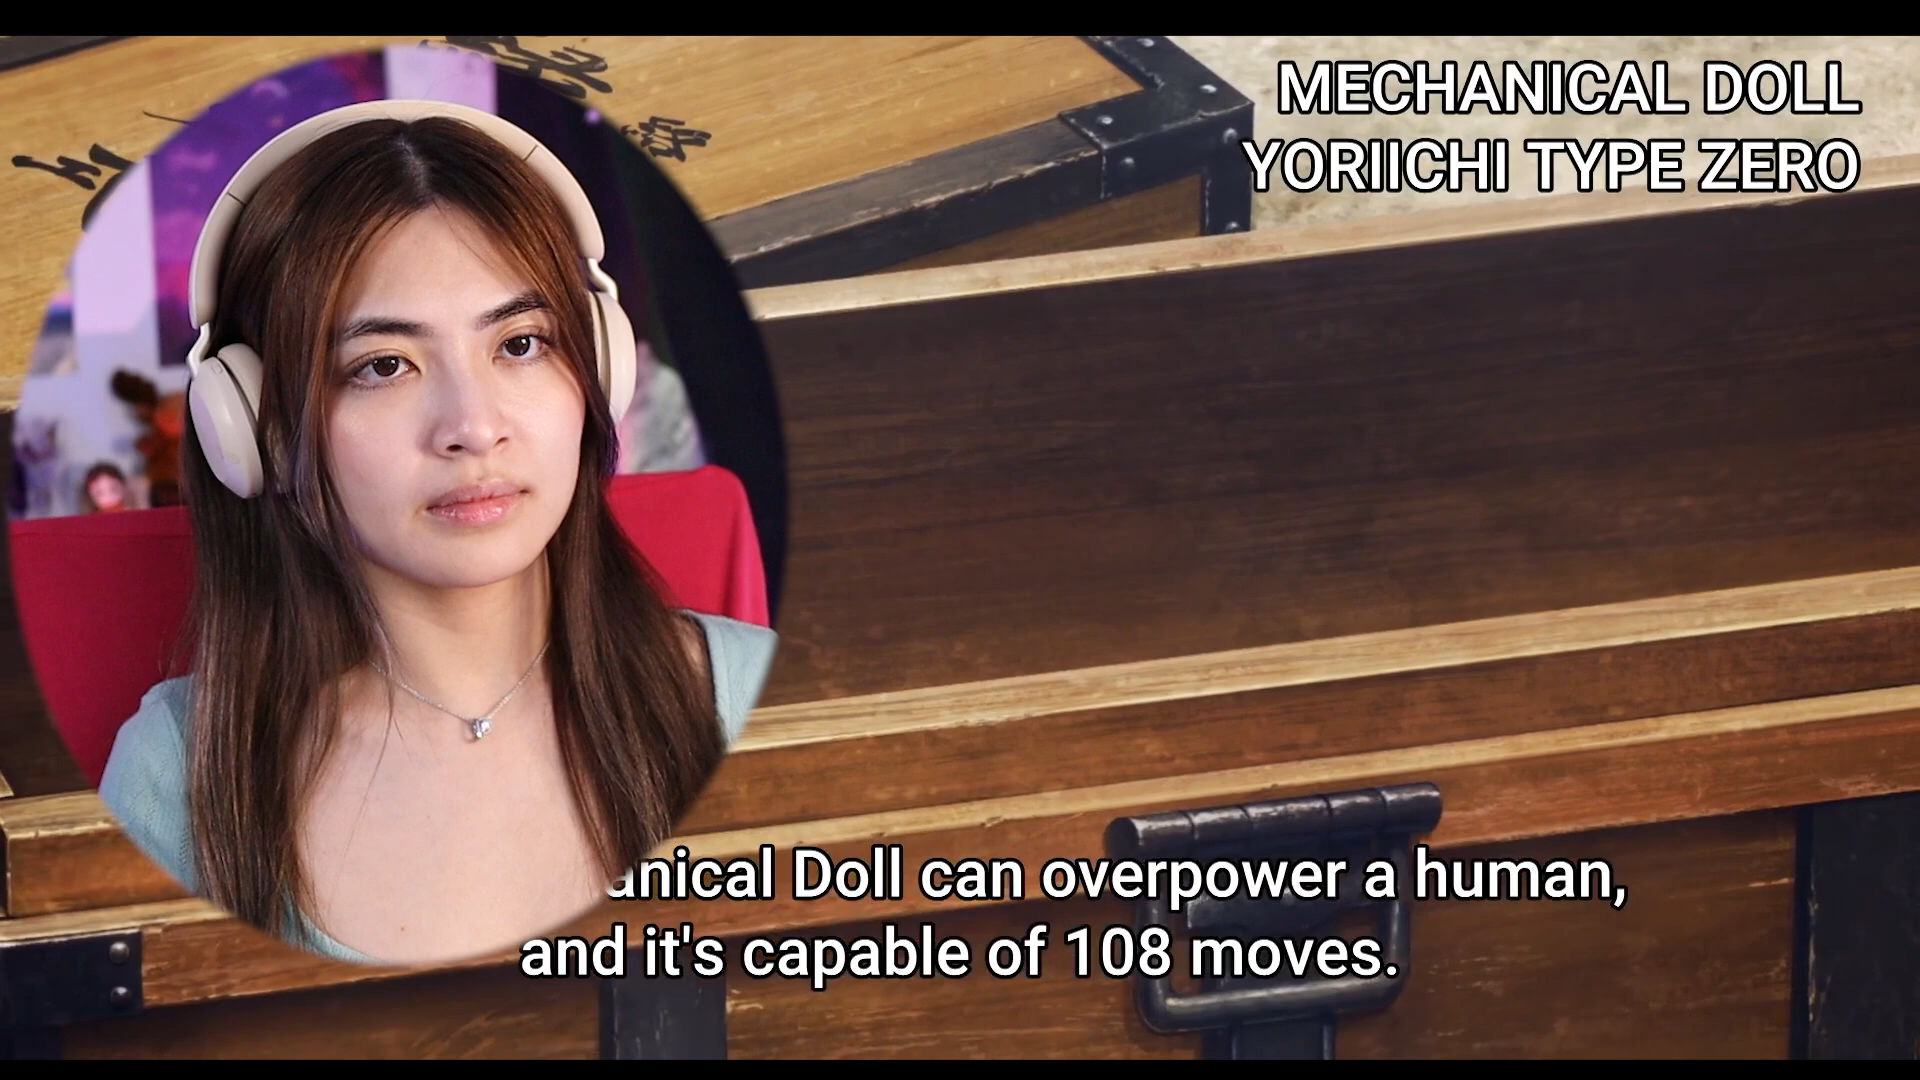 MECHANICAL DOLL
YORIICHI TYPE ZERO
anical Doll can overpower a human,
and it's capable of 108 moves.